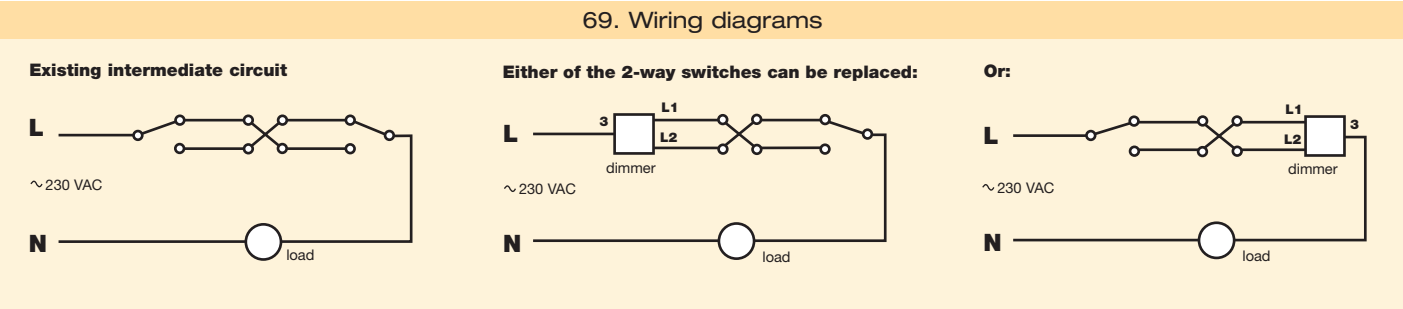 69. Wiring diagrams
Existing intermediate circuit
L
∿ 230 VAC
N
load
Either of the 2-way switches can be replaced:
L
3
L1
L2
dimmer
∿ 230 VAC
N
load
Or:
L
L1
3
L2
dimmer
∿ 230 VAC
N
load